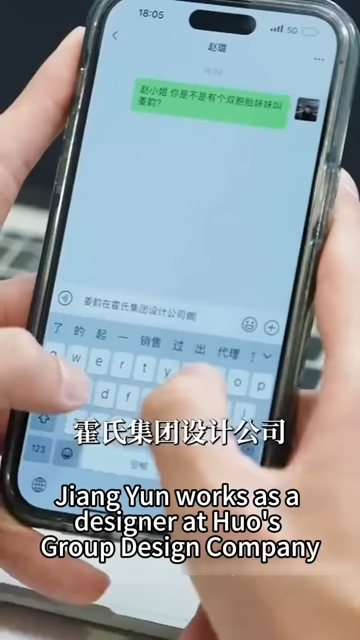 18:05
5G
赵璐
18:04
赵小姐 你是不是有个双胞胎妹妹叫
姜韵?
姜韵在霍氏集团设计公司做
了 的 起 一 销售 过 出 代理
w e r t y o p
d f
123
空格
霍氏集团设计公司
Jiang Yun works as a
designer at Huo's
Group Design Company